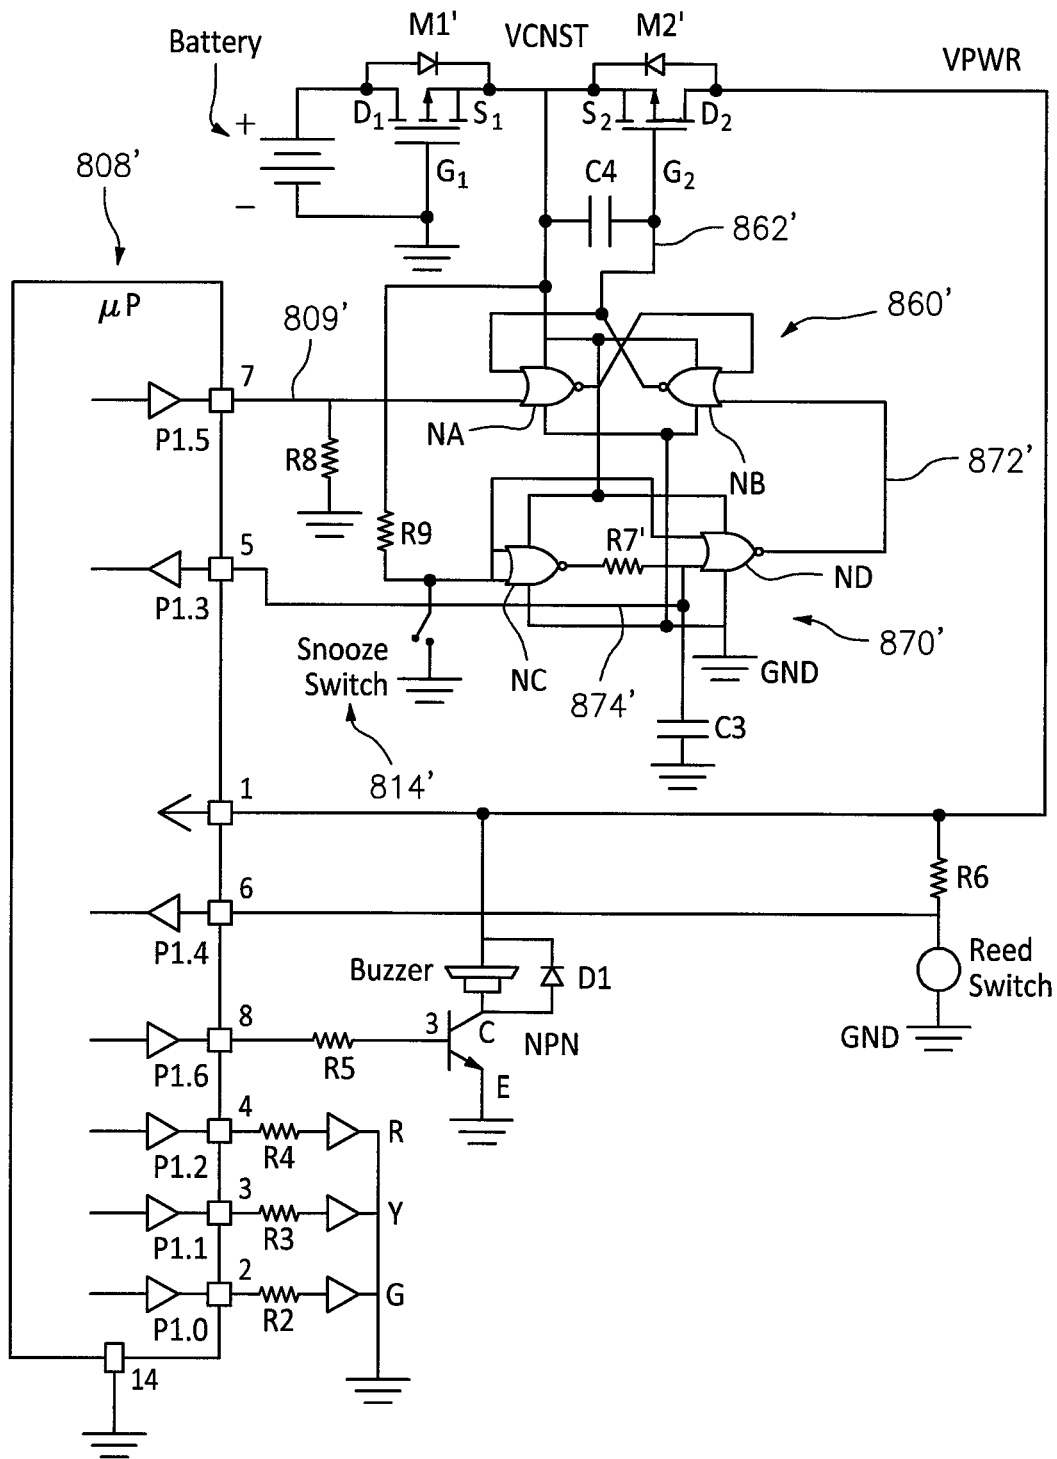 M1'
VCNST
M2'
Battery
VPWR
D1
S1
S2
D2
+
G1
C4
G2
808'
−
862'
μP
809'
860'
7
P1.5
NA
R8
NB
872'
R9
R7'
5
ND
P1.3
870'
Snooze
Switch
NC
GND
874'
C3
814'
1
R6
6
P1.4
Buzzer
D1
Reed
Switch
8
3
C
NPN
GND
P1.6
R5
E
4
R
P1.2
R4
3
Y
P1.1
R3
2
G
P1.0
R2
14